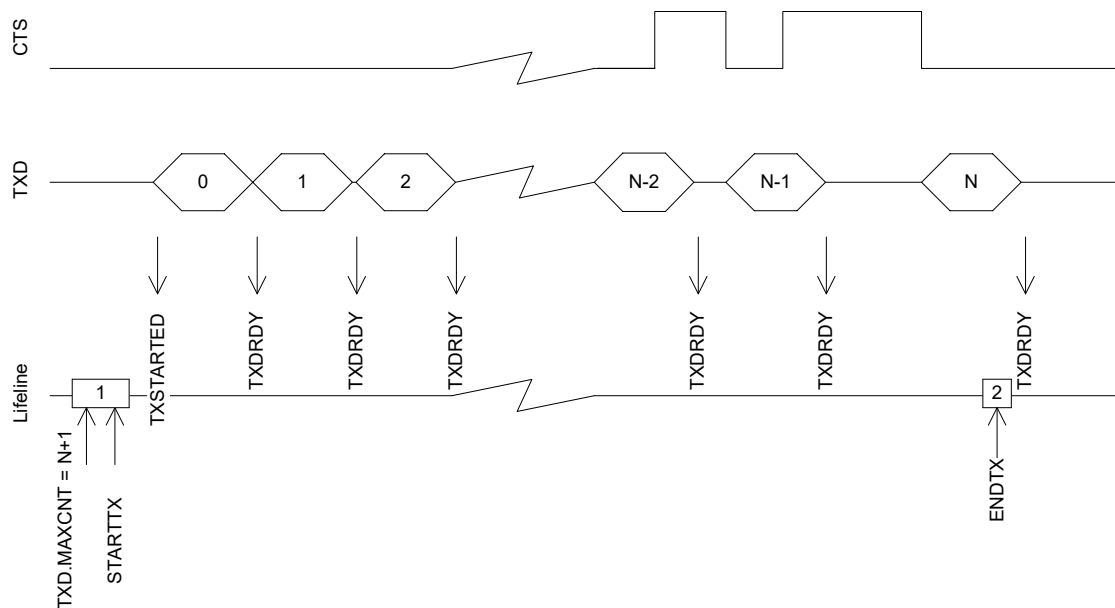 CTS
TXD
0
1
2
N-2
N-1
N
TXSTARTED
TXDRDY
TXDRDY
TXDRDY
TXDRDY
TXDRDY
TXDRDY
Lifeline
1
2
TXD.MAXCNT = N+1
STARTTX
ENDTX